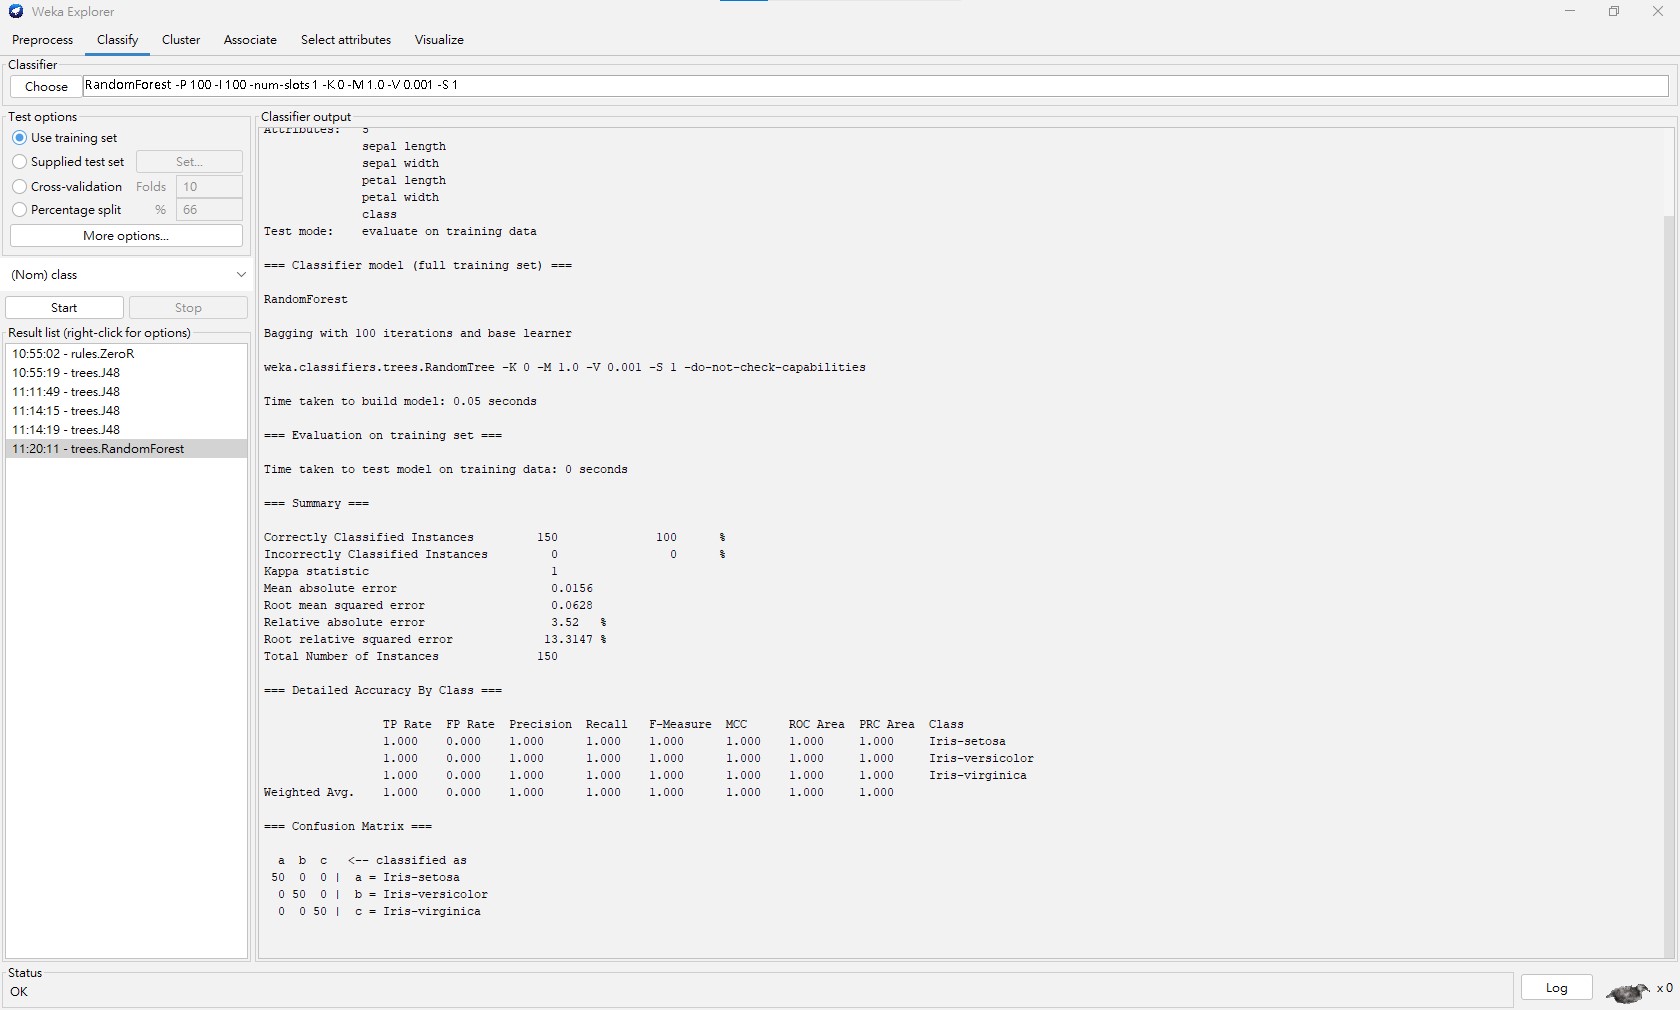 Weka Explorer
Preprocess Classify Cluster Associate Select attributes Visualize
Classifier
Choose RandomForest -P 100 -I 100 -num-slots 1 -K 0 -M 1.0 -V 0.001 -S 1
Test options
Use training set
Supplied test set Set...
Cross-validation Folds 10
Percentage split % 66
More options...
(Nom) class
Start Stop
Result list (right-click for options)
10:55:02 - rules.ZeroR
10:55:19 - trees.J48
11:11:49 - trees.J48
11:14:15 - trees.J48
11:14:19 - trees.J48
11:20:11 - trees.RandomForest
Classifier output
Attributes: 5
sepal length
sepal width
petal length
petal width
class
Test mode: evaluate on training data
=== Classifier model (full training set) ===
RandomForest
Bagging with 100 iterations and base learner
weka.classifiers.trees.RandomTree -K 0 -M 1.0 -V 0.001 -S 1 -do-not-check-capabilities
Time taken to build model: 0.05 seconds
=== Evaluation on training set ===
Time taken to test model on training data: 0 seconds
=== Summary ===
Correctly Classified Instances 150 100 %
Incorrectly Classified Instances 0 0 %
Kappa statistic 1
Mean absolute error 0.0156
Root mean squared error 0.0628
Relative absolute error 3.52 %
Root relative squared error 13.3147 %
Total Number of Instances 150
=== Detailed Accuracy By Class ===
TP Rate FP Rate Precision Recall F-Measure MCC ROC Area PRC Area Class
1.000 0.000 1.000 1.000 1.000 1.000 1.000 1.000 Iris-setosa
1.000 0.000 1.000 1.000 1.000 1.000 1.000 1.000 Iris-versicolor
1.000 0.000 1.000 1.000 1.000 1.000 1.000 1.000 Iris-virginica
Weighted Avg. 1.000 0.000 1.000 1.000 1.000 1.000 1.000 1.000
=== Confusion Matrix ===
a b c <-- classified as
50 0 0 | a = Iris-setosa
0 50 0 | b = Iris-versicolor
0 0 50 | c = Iris-virginica
Status
OK
Log x 0